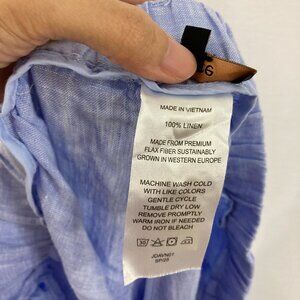 MADE IN VIETNAM
100% LINEN
MADE FROM PREMIUM
FLAX FIBER SUSTAINABLY
GROWN IN WESTERN EUROPE
MACHINE WASH COLD
WITH LIKE COLORS
GENTLE CYCLE
TUMBLE DRY LOW
REMOVE PROMPTLY
WARM IRON IF NEEDED
DO NOT BLEACH
JDAVN01